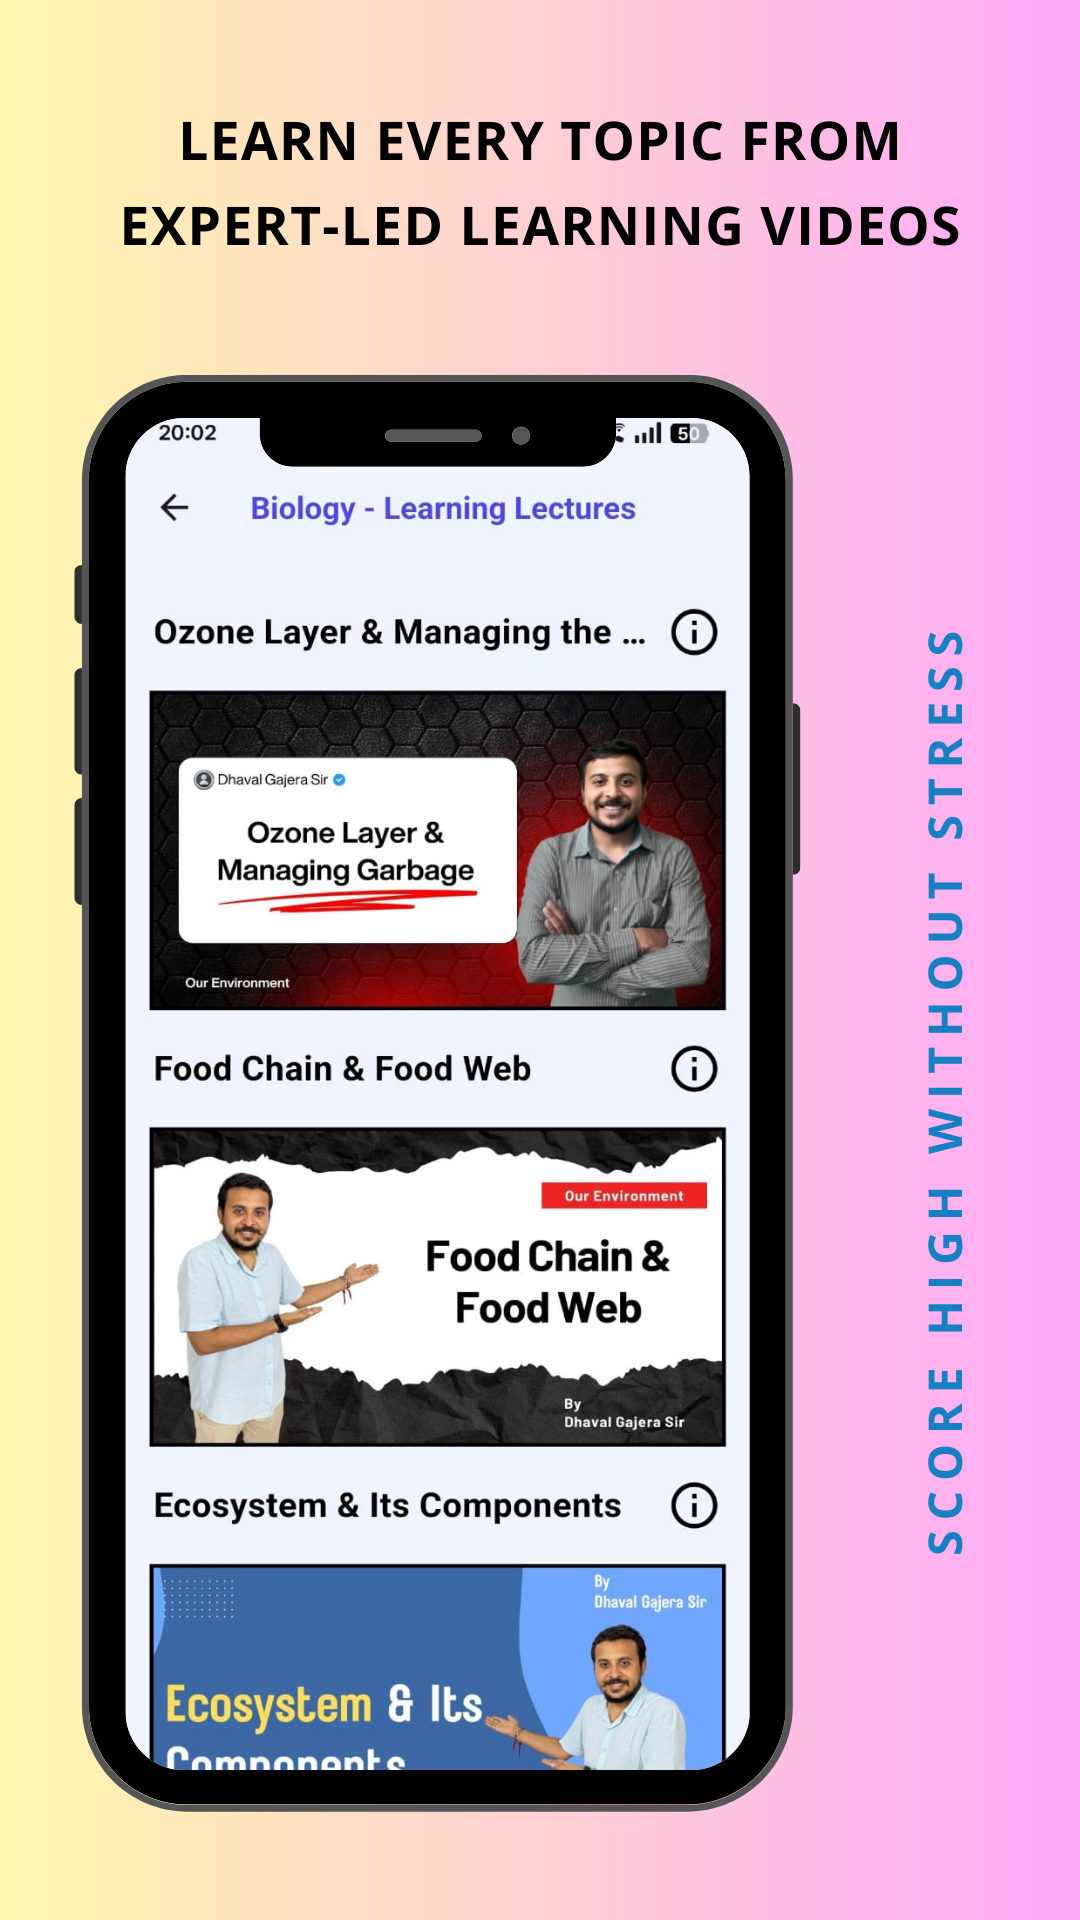 LEARN EVERY TOPIC FROM
EXPERT-LED LEARNING VIDEOS
20:02
50
Biology - Learning Lectures
Ozone Layer & Managing the ...
Dhaval Gajera Sir
Ozone Layer &
Managing Garbage
Our Environment
Food Chain & Food Web
Our Environment
Food Chain &
Food Web
By
Dhaval Gajera Sir
Ecosystem & Its Components
By
Dhaval Gajera Sir
Ecosystem & Its
Components
SCORE HIGH WITHOUT STRESS